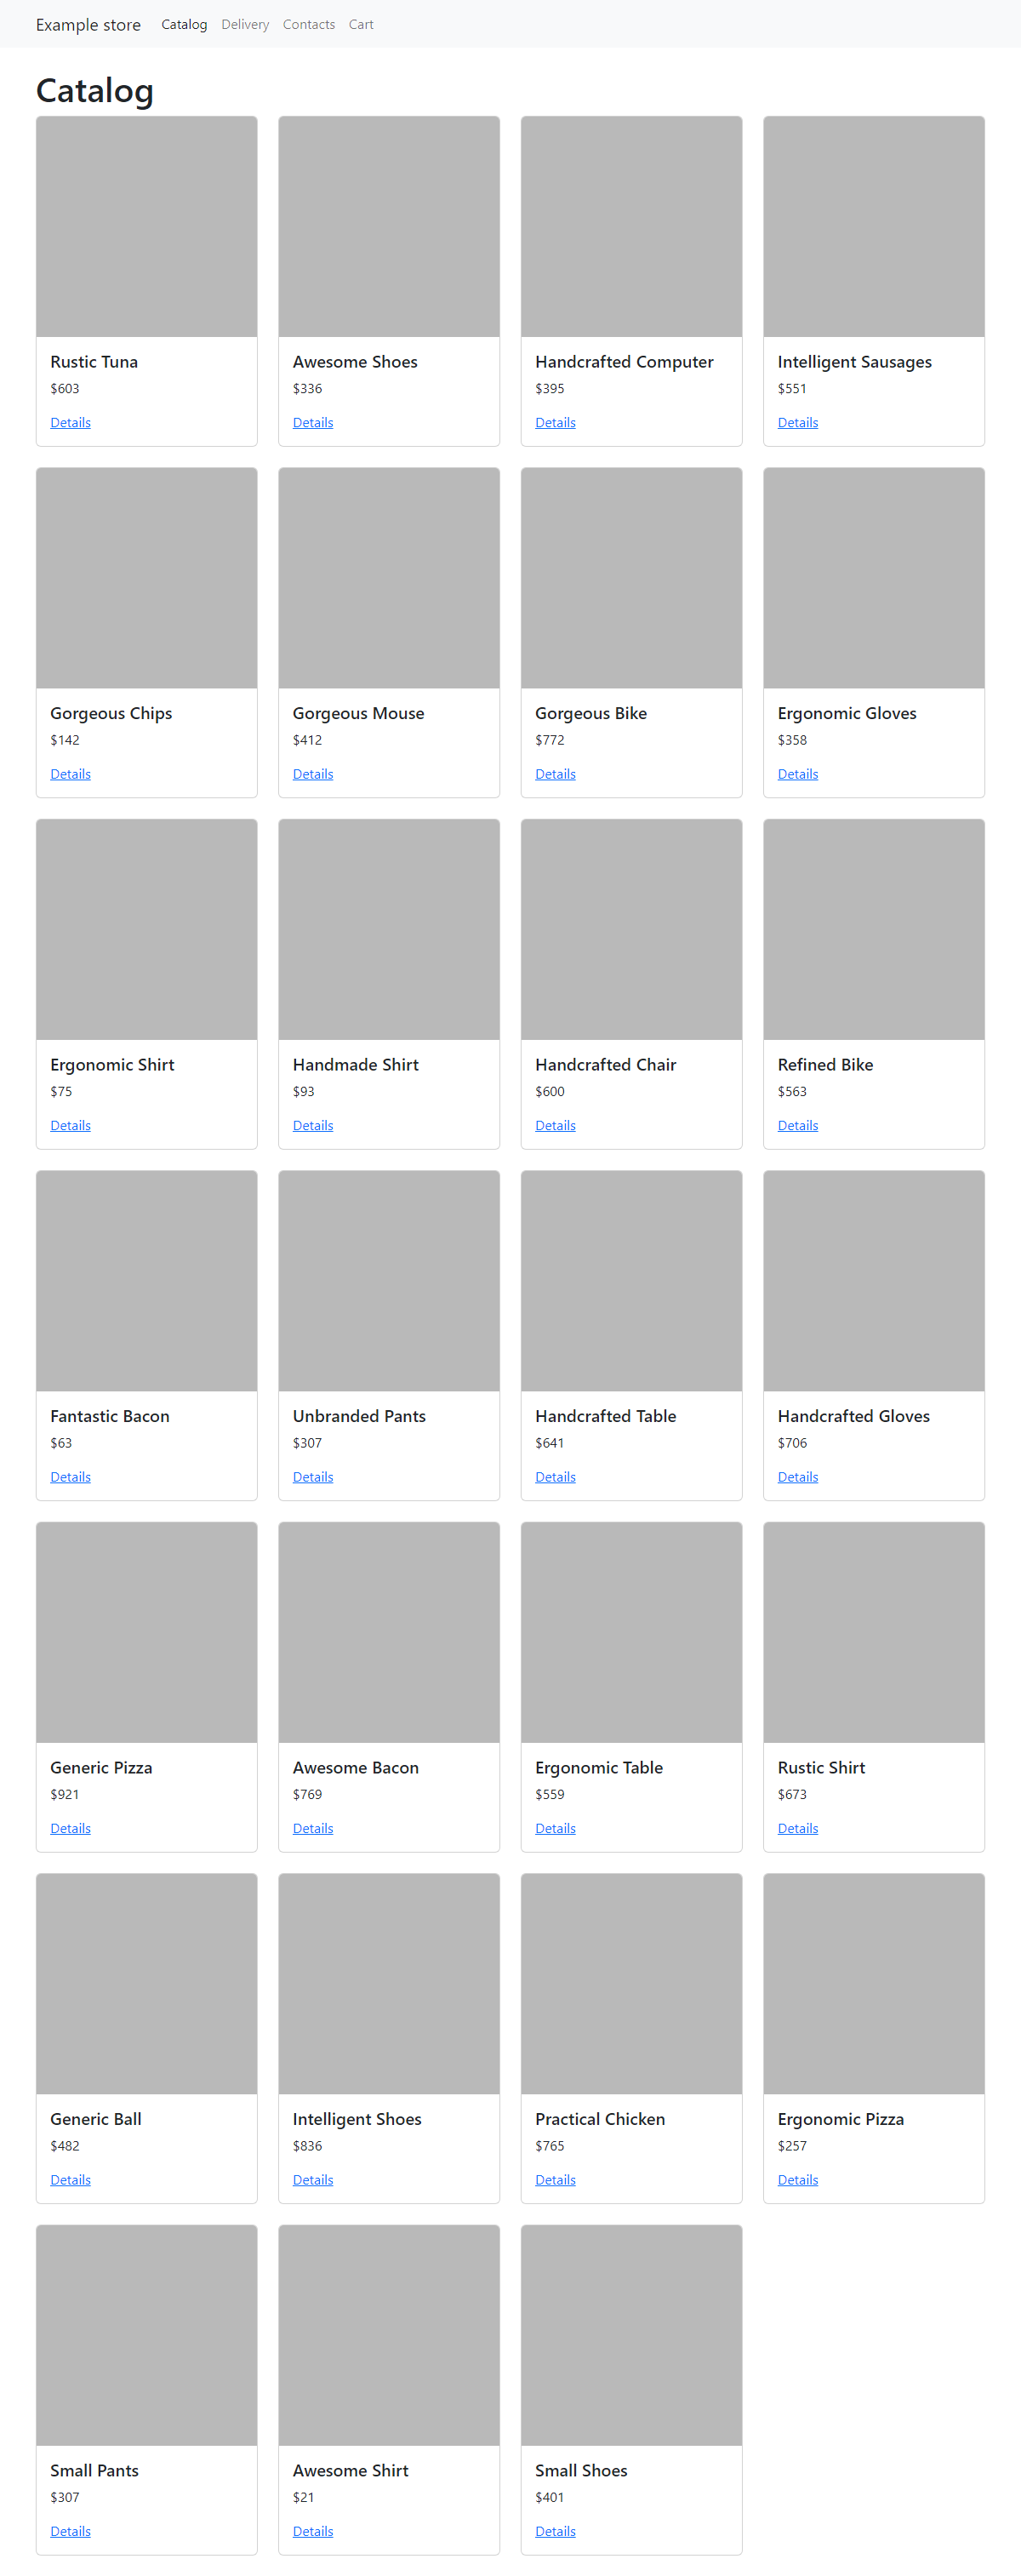 Example store Catalog Delivery Contacts Cart
Catalog
Rustic Tuna
$603
Details
Awesome Shoes
$336
Details
Handcrafted Computer
$395
Details
Intelligent Sausages
$551
Details
Gorgeous Chips
$142
Details
Gorgeous Mouse
$412
Details
Gorgeous Bike
$772
Details
Ergonomic Gloves
$358
Details
Ergonomic Shirt
$75
Details
Handmade Shirt
$93
Details
Handcrafted Chair
$600
Details
Refined Bike
$563
Details
Fantastic Bacon
$63
Details
Unbranded Pants
$307
Details
Handcrafted Table
$641
Details
Handcrafted Gloves
$706
Details
Generic Pizza
$921
Details
Awesome Bacon
$769
Details
Ergonomic Table
$559
Details
Rustic Shirt
$673
Details
Generic Ball
$482
Details
Intelligent Shoes
$836
Details
Practical Chicken
$765
Details
Ergonomic Pizza
$257
Details
Small Pants
$307
Details
Awesome Shirt
$21
Details
Small Shoes
$401
Details